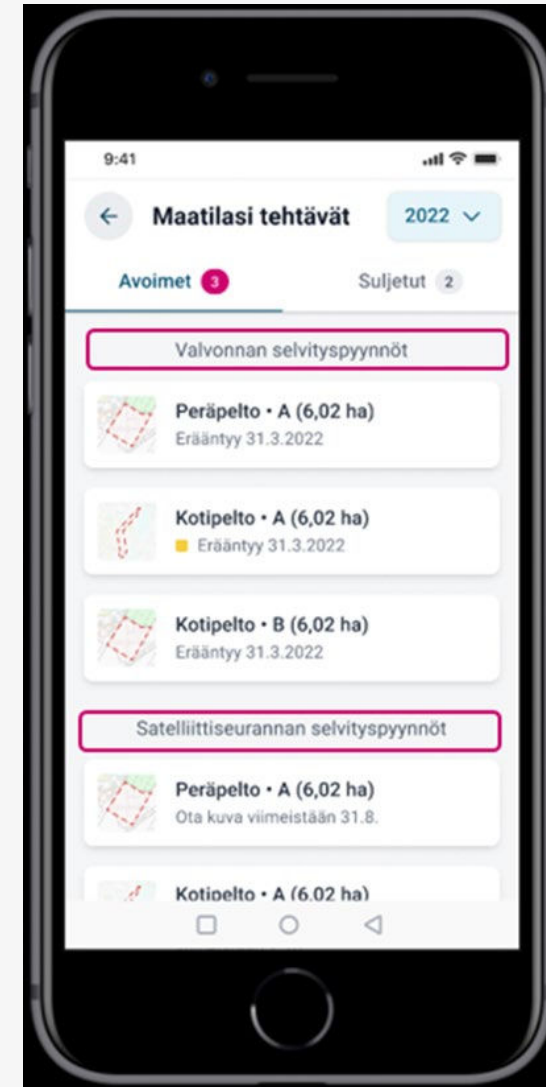 9:41
Maatilasi tehtävät
2022
Avoimet 3
Suljetut 2
Valvonnan selvityspyynnöt
Peräpelto • A (6,02 ha)
Erääntyy 31.3.2022
Kotipelto • A (6,02 ha)
Erääntyy 31.3.2022
Kotipelto • B (6,02 ha)
Erääntyy 31.3.2022
Satelliittiseurannan selvityspyynnöt
Peräpelto • A (6,02 ha)
Ota kuva viimeistään 31.8.
Kotipelto • A (6,02 ha)